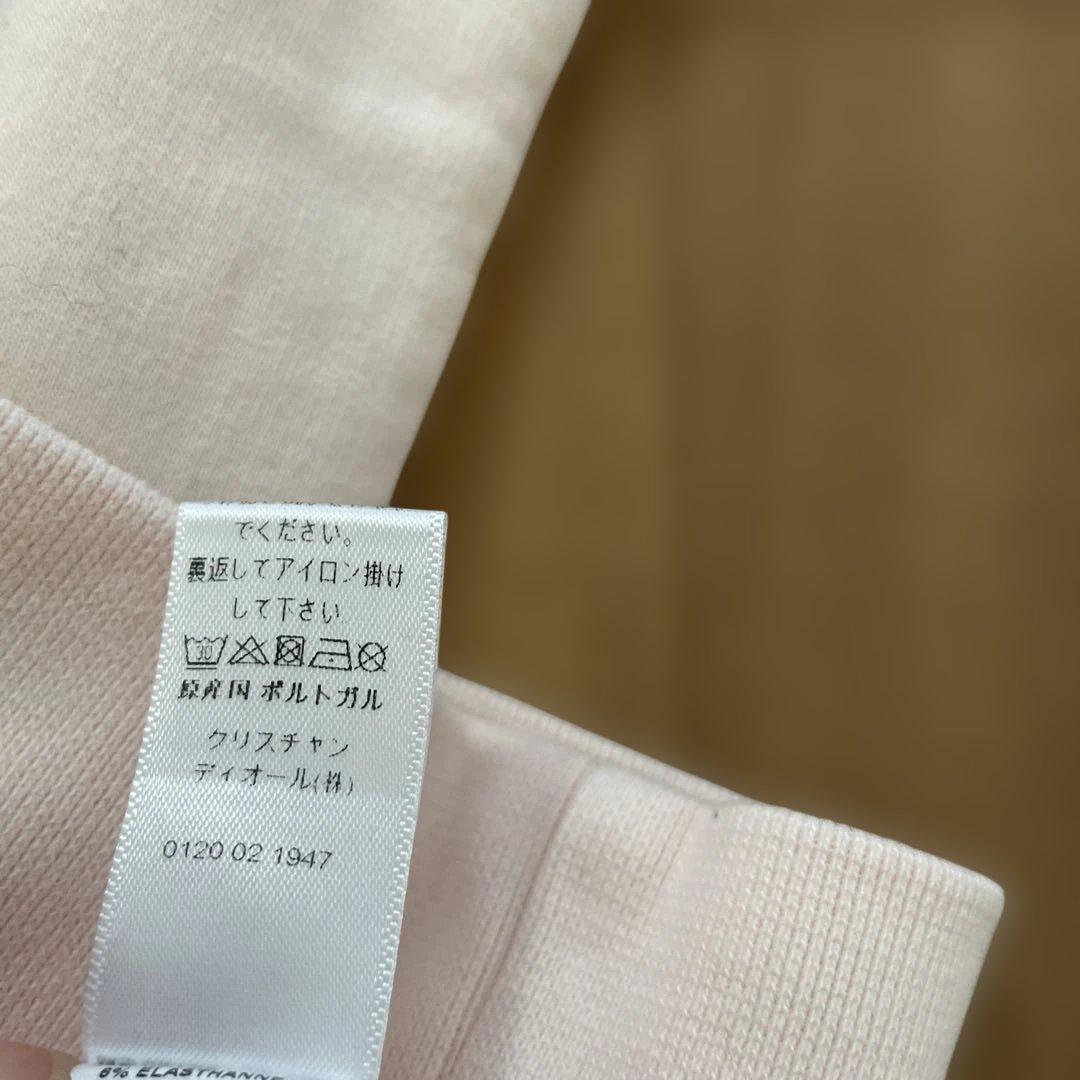 でください。
裏返してアイロン掛け
して下さい
30
原産国 ポルトガル
クリスチャン
ディオール(株)
0120 02 1947
6% ELASTHANNE